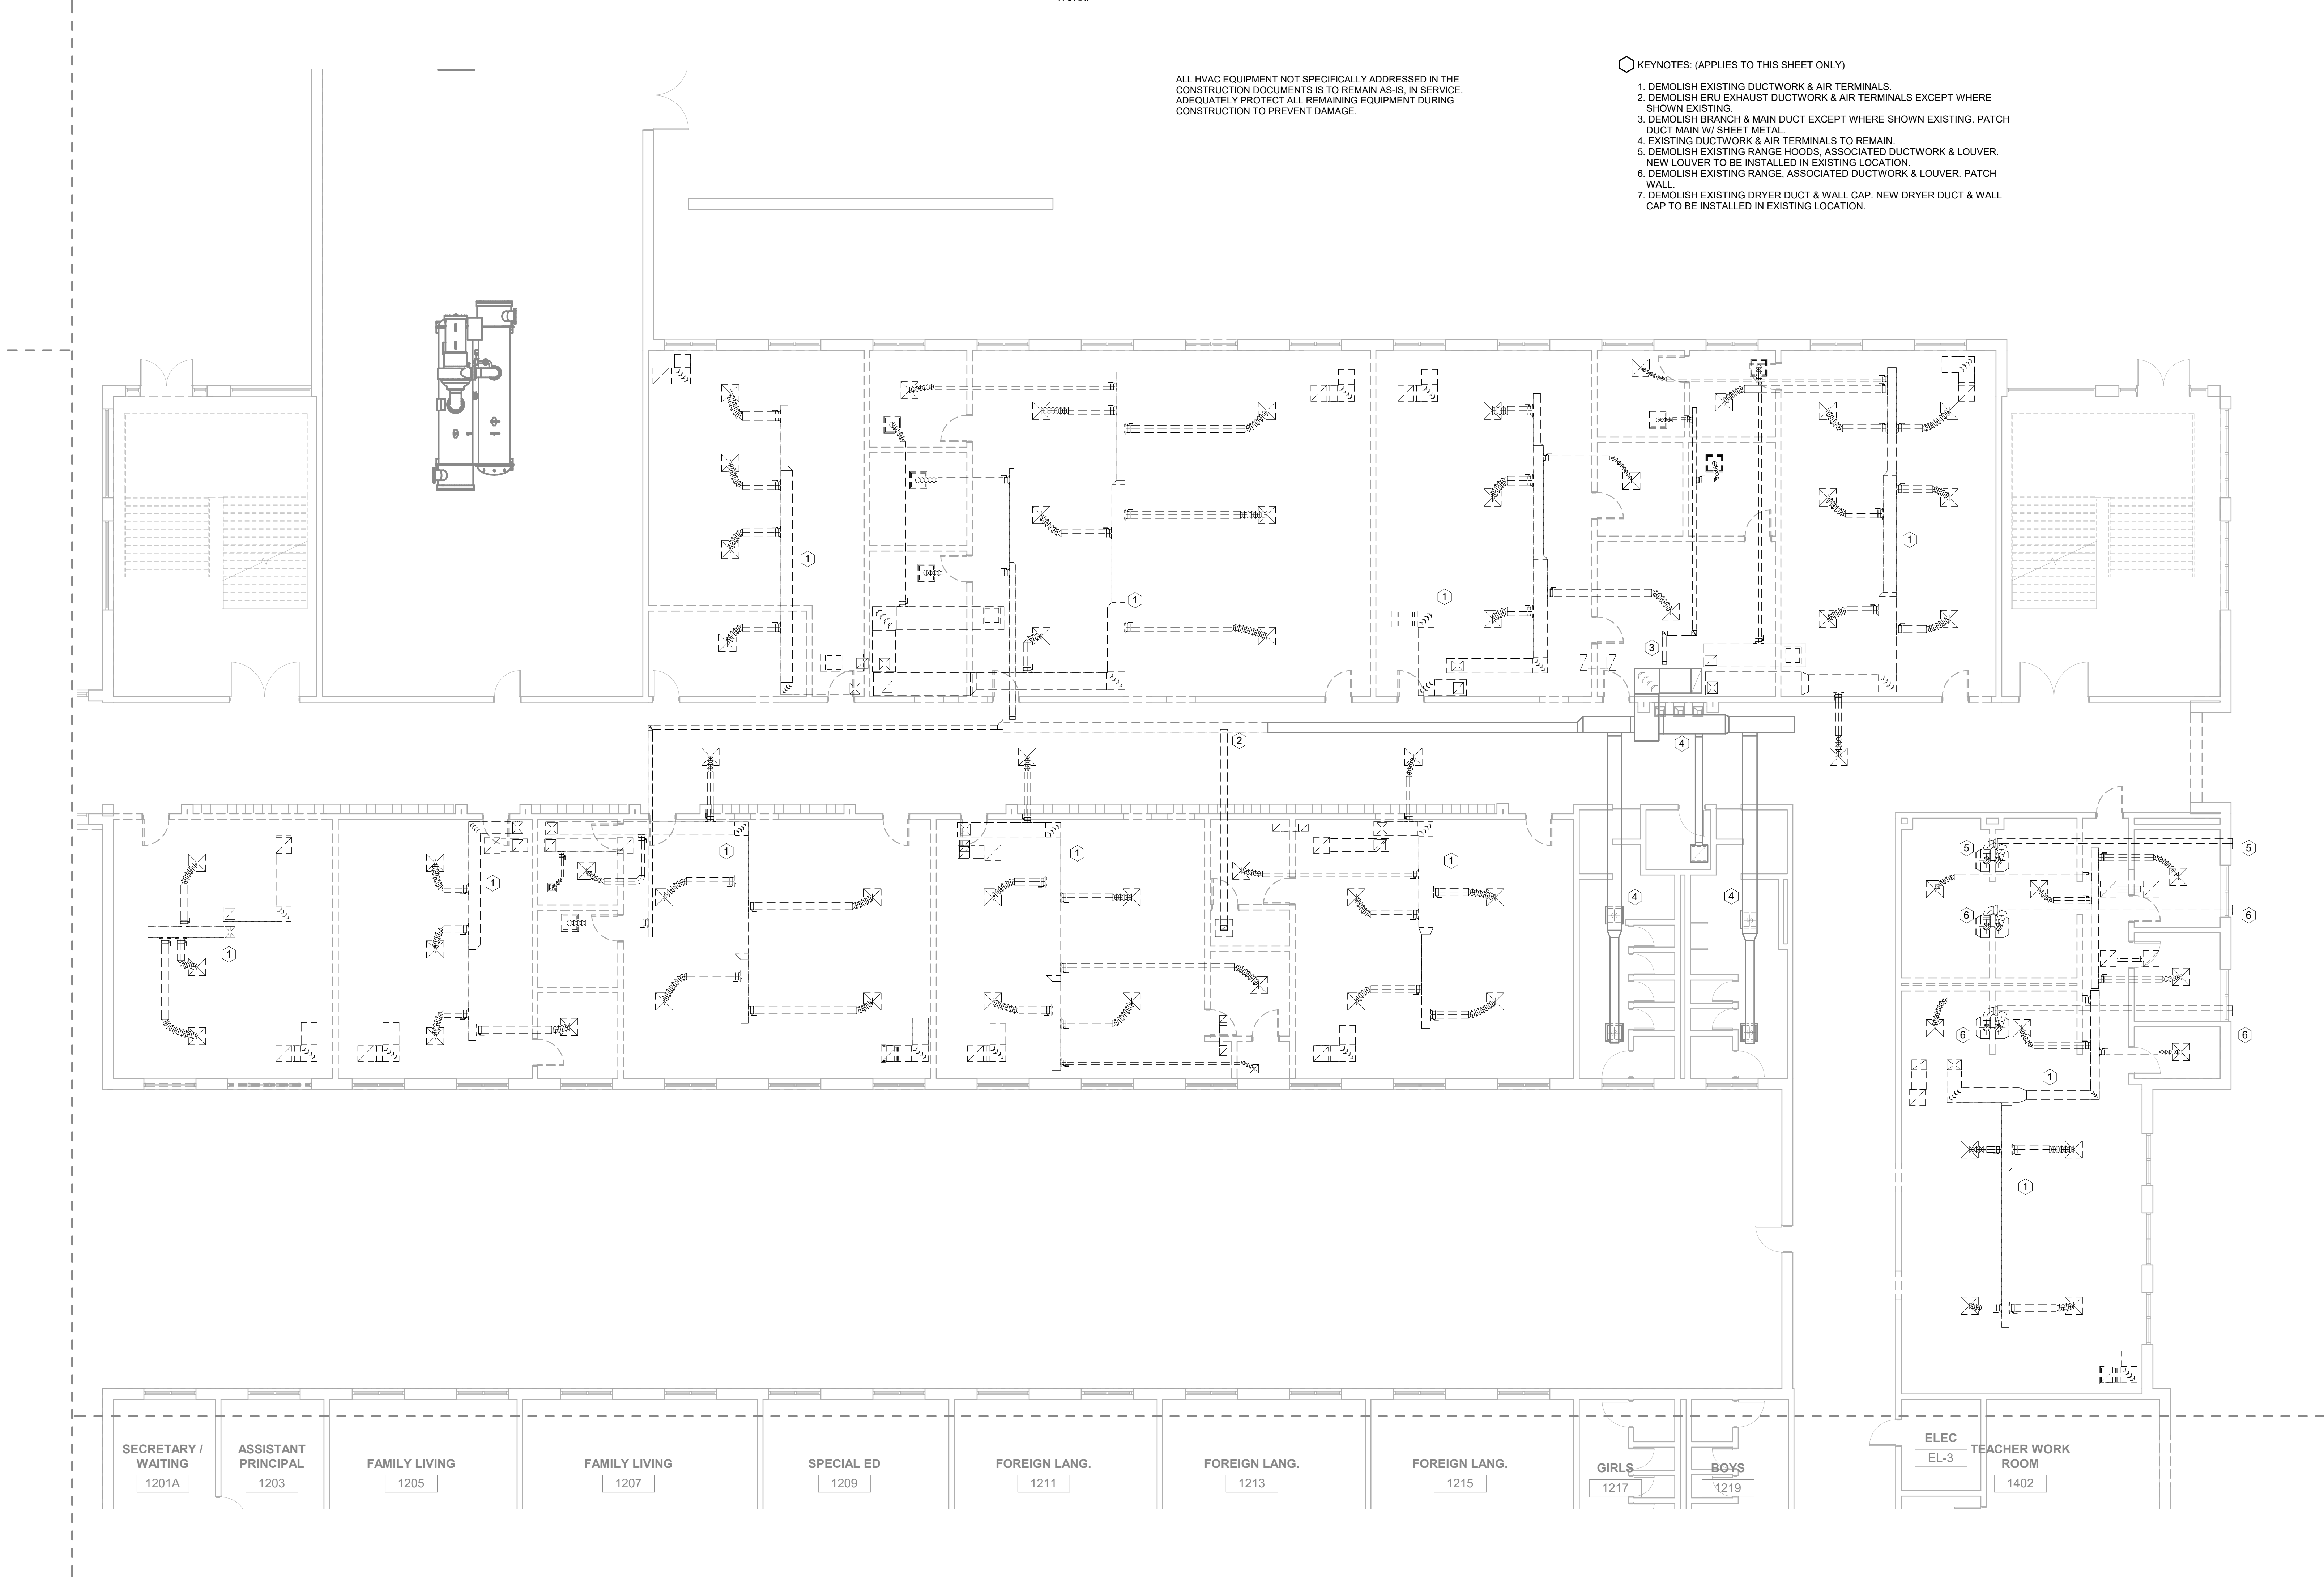 ALL HVAC EQUIPMENT NOT SPECIFICALLY ADDRESSED IN THE
CONSTRUCTION DOCUMENTS IS TO REMAIN AS-IS, IN SERVICE.
ADEQUATELY PROTECT ALL REMAINING EQUIPMENT DURING
CONSTRUCTION TO PREVENT DAMAGE.
KEYNOTES: (APPLIES TO THIS SHEET ONLY)
1. DEMOLISH EXISTING DUCTWORK & AIR TERMINALS.
2. DEMOLISH ERU EXHAUST DUCTWORK & AIR TERMINALS EXCEPT WHERE
SHOWN EXISTING.
3. DEMOLISH BRANCH & MAIN DUCT EXCEPT WHERE SHOWN EXISTING. PATCH
DUCT MAIN W/ SHEET METAL.
4. EXISTING DUCTWORK & AIR TERMINALS TO REMAIN.
5. DEMOLISH EXISTING RANGE HOODS, ASSOCIATED DUCTWORK & LOUVER.
NEW LOUVER TO BE INSTALLED IN EXISTING LOCATION.
6. DEMOLISH EXISTING RANGE, ASSOCIATED DUCTWORK & LOUVER. PATCH
WALL.
7. DEMOLISH EXISTING DRYER DUCT & WALL CAP. NEW DRYER DUCT & WALL
CAP TO BE INSTALLED IN EXISTING LOCATION.
1
1
1
1
3
2
4
1
1
1
1
1
4
4
5
5
6
6
6
6
1
1
SECRETARY /
WAITING
1201A
ASSISTANT
PRINCIPAL
1203
FAMILY LIVING
1205
FAMILY LIVING
1207
SPECIAL ED
1209
FOREIGN LANG.
1211
FOREIGN LANG.
1213
FOREIGN LANG.
1215
GIRLS
1217
BOYS
1219
ELEC
EL-3
TEACHER WORK
ROOM
1402